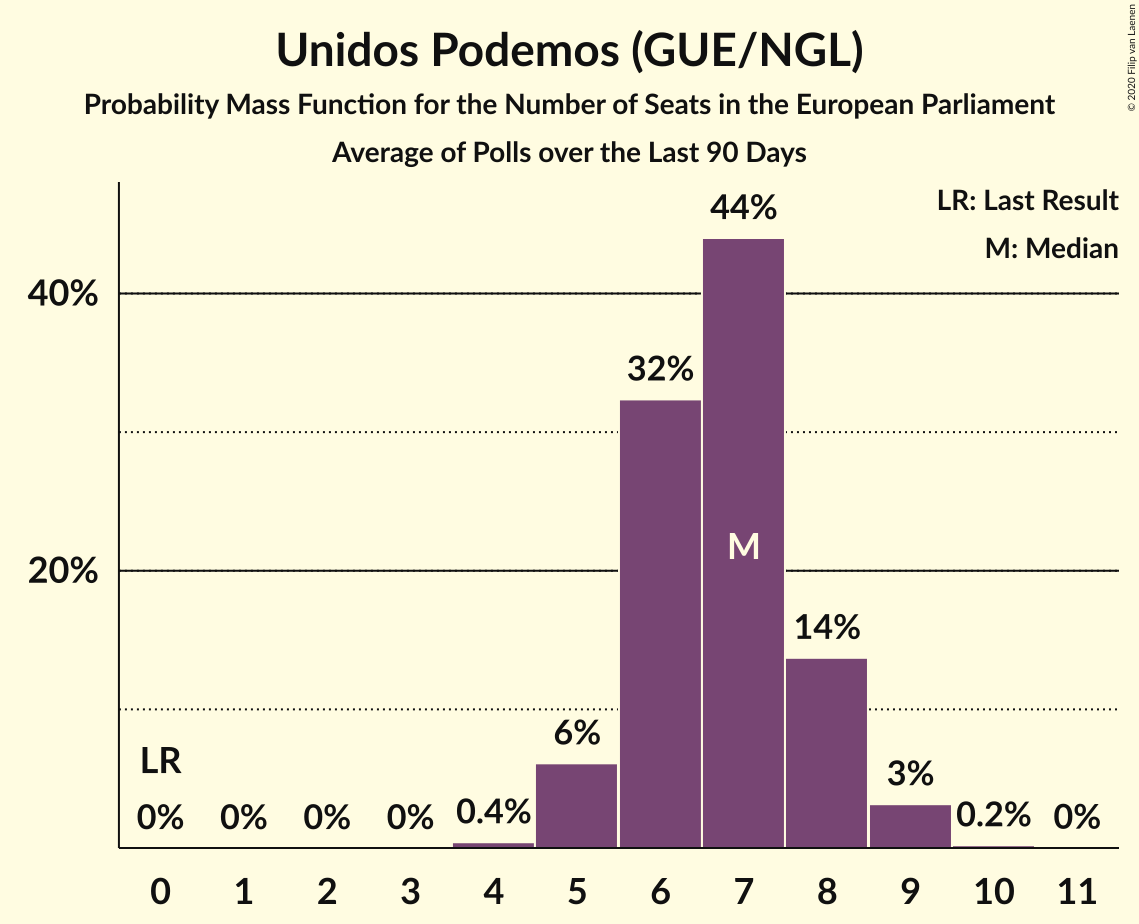 Unidos Podemos (GUE/NGL)
Probability Mass Function for the Number of Seats in the European Parliament
Average of Polls over the Last 90 Days
© 2020 Filip van Laenen
LR: Last Result
M: Median
40%
20%
44%
32%
M
14%
6%
3%
LR
0%
0%
0%
0%
0.4%
0.2%
0%
0 1 2 3 4 5 6 7 8 9 10 11